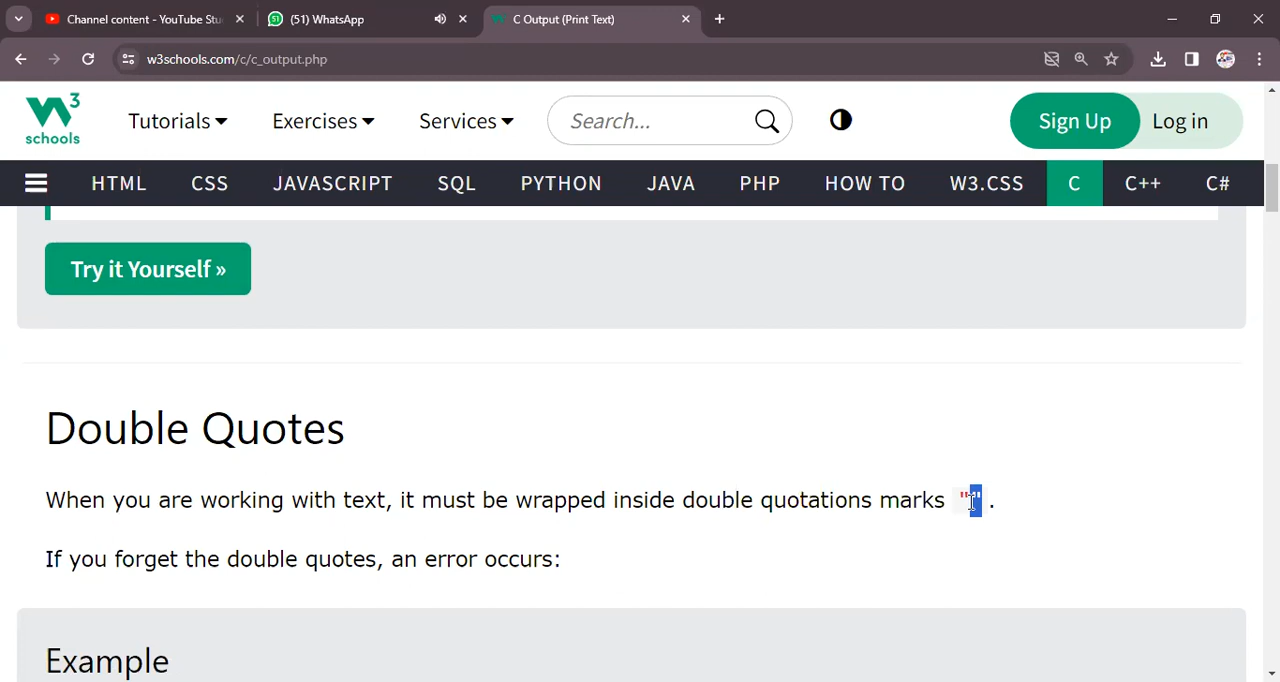 Channel content - YouTube Stu
(51) WhatsApp
C Output (Print Text)
w3schools.com/c/c_output.php
W3
schools
Tutorials
Exercises
Services
Search...
Sign Up
Log in
HTML
CSS
JAVASCRIPT
SQL
PYTHON
JAVA
PHP
HOW TO
W3.CSS
C
C++
C#
Try it Yourself »
Double Quotes
When you are working with text, it must be wrapped inside double quotations marks "" .
If you forget the double quotes, an error occurs:
Example